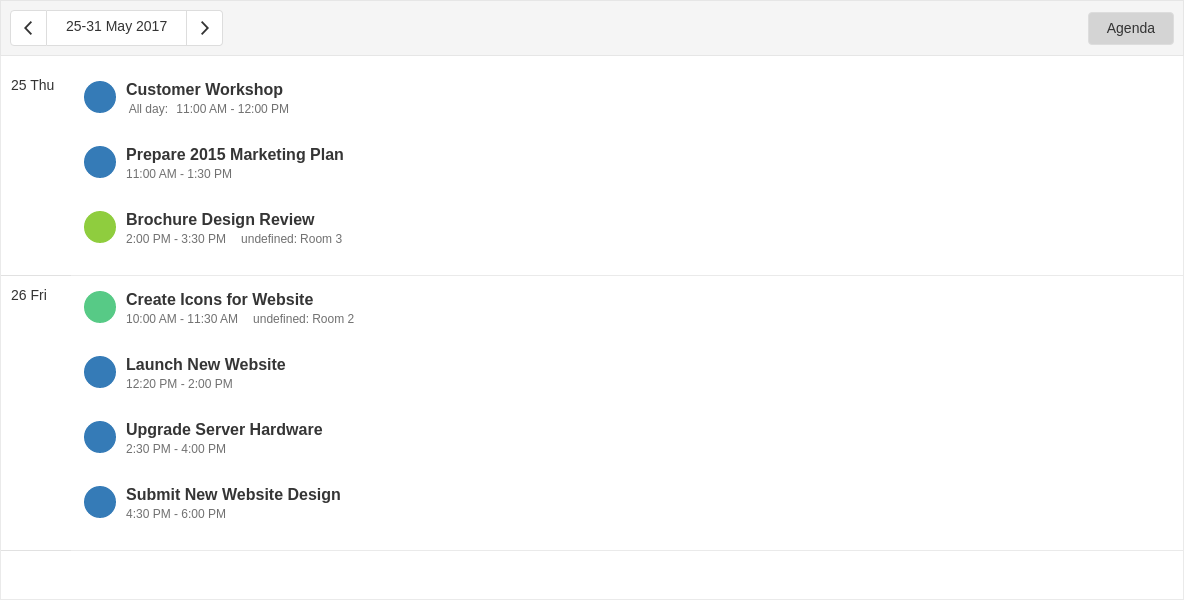 25-31 May 2017
Agenda
25 Thu
Customer Workshop
All day: 11:00 AM - 12:00 PM
Prepare 2015 Marketing Plan
11:00 AM - 1:30 PM
Brochure Design Review
2:00 PM - 3:30 PM undefined: Room 3
26 Fri
Create Icons for Website
10:00 AM - 11:30 AM undefined: Room 2
Launch New Website
12:20 PM - 2:00 PM
Upgrade Server Hardware
2:30 PM - 4:00 PM
Submit New Website Design
4:30 PM - 6:00 PM